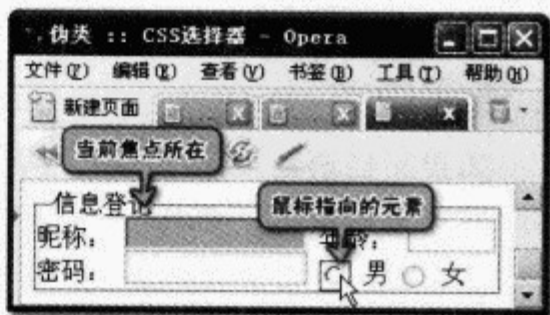 伪类 :: CSS选择器 - Opera
文件(F) 编辑(E) 查看(V) 书签(B) 工具(T) 帮助(H)
新建页面
当前焦点所在
信息登记
鼠标指向的元素
昵称： 年龄：
密码： 男 女